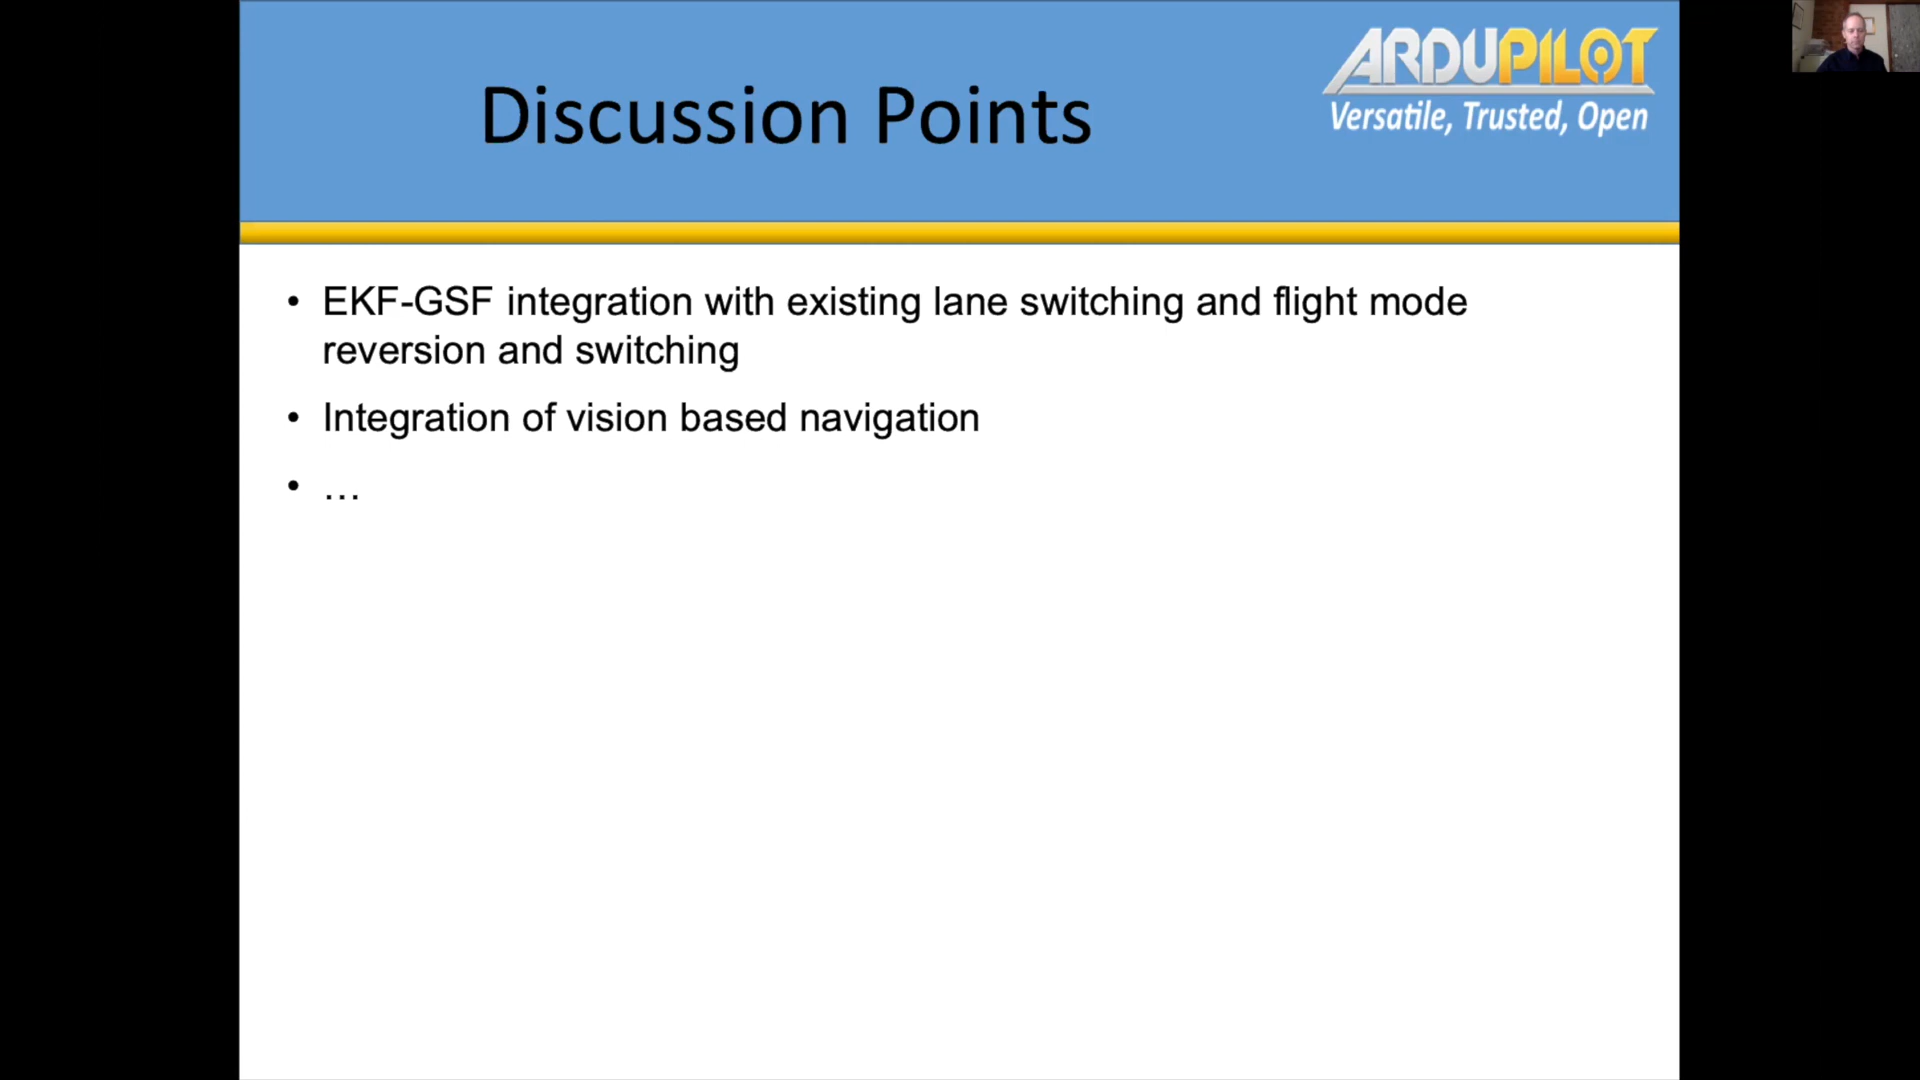 Discussion Points
ARDUPILOT
Versatile, Trusted, Open
• EKF-GSF integration with existing lane switching and flight mode
reversion and switching
• Integration of vision based navigation
• …